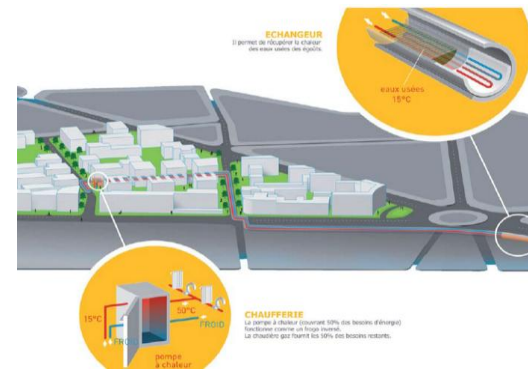 ECHANGEUR
Il permet de récupérer la chaleur
des eaux usées des égouts.
eaux usées
15°C
15°C
50°C
FROID
FROID
pompe
à chaleur
CHAUFFERIE
La pompe à chaleur (couvrant 50% des besoins d'énergie)
fonctionne comme un frigo inversé.
La chaudière gaz fournit les 50% des besoins restants.